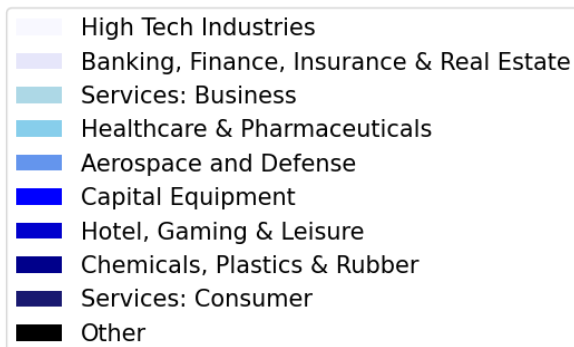 High Tech Industries
Banking, Finance, Insurance & Real Estate
Services: Business
Healthcare & Pharmaceuticals
Aerospace and Defense
Capital Equipment
Hotel, Gaming & Leisure
Chemicals, Plastics & Rubber
Services: Consumer
Other